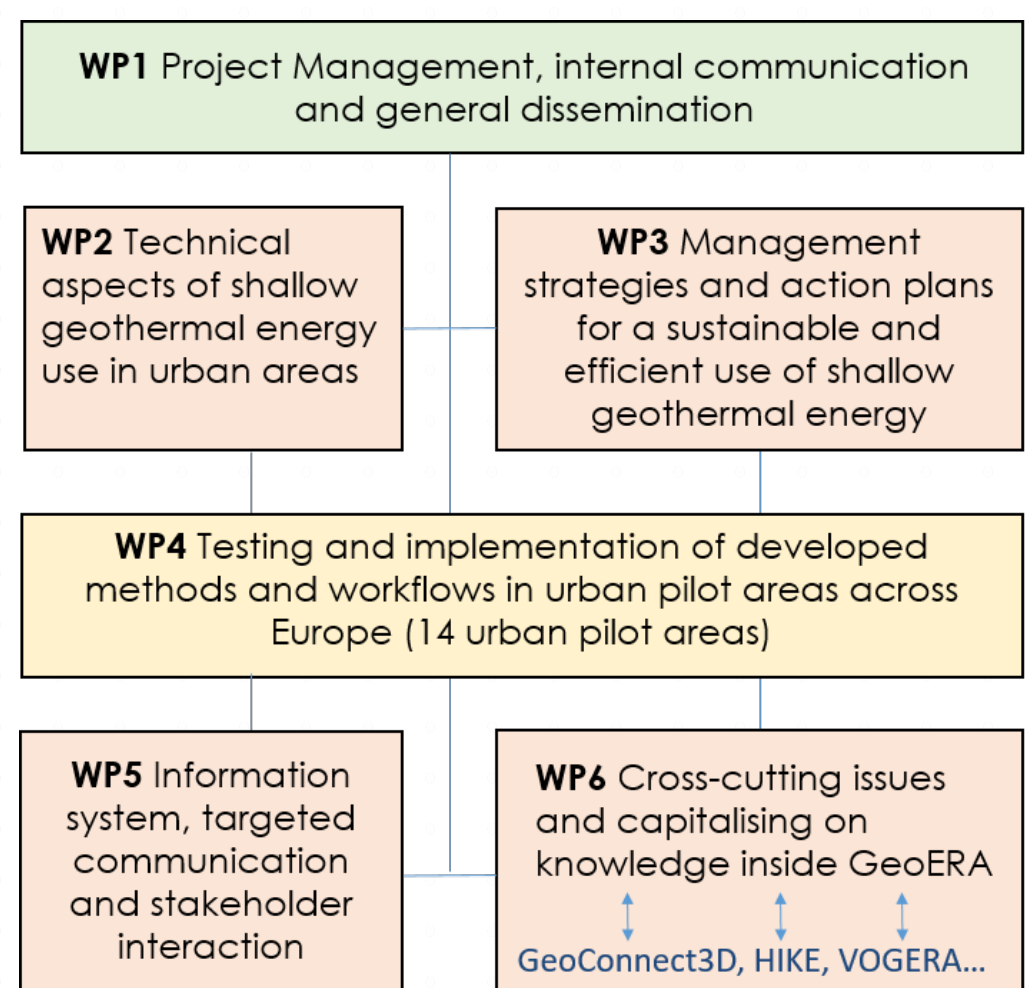 WP1 Project Management, internal communication
and general dissemination
WP2 Technical
aspects of shallow
geothermal energy
use in urban areas
WP3 Management
strategies and action plans
for a sustainable and
efficient use of shallow
geothermal energy
WP4 Testing and implementation of developed
methods and workflows in urban pilot areas across
Europe (14 urban pilot areas)
WP5 Information
system, targeted
communication
and stakeholder
interaction
WP6 Cross-cutting issues
and capitalising on
knowledge inside GeoERA
GeoConnect3D, HIKE, VOGERA…